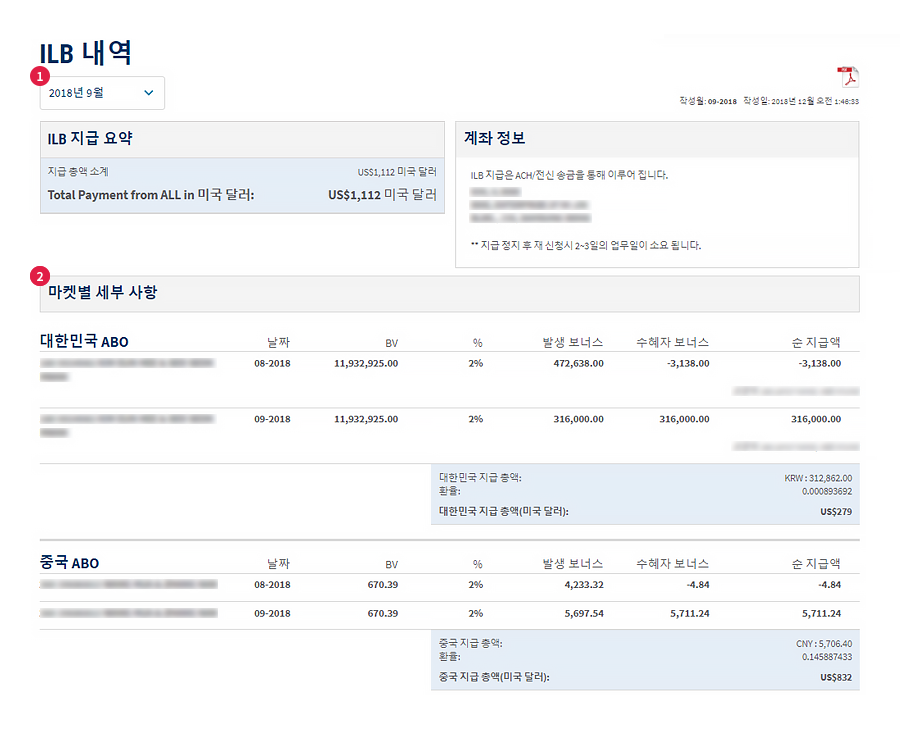 ILB 내역
1
2018년 9월
작성월: 09-2018 작성일: 2018년 12월 오전 1:46:33
ILB 지급 요약
지급 총액 소계 US$1,112 미국 달러
Total Payment from ALL in 미국 달러: US$1,112 미국 달러
계좌 정보
ILB 지급은 ACH/전신 송금을 통해 이루어 집니다.
** 지급 정지 후 재 신청시 2~3일의 업무일이 소요 됩니다.
2
마켓별 세부 사항
대한민국 ABO 날짜 BV % 발생 보너스 수혜자 보너스 순 지급액
08-2018 11,932,925.00 2% 472,638.00 -3,138.00 -3,138.00
09-2018 11,932,925.00 2% 316,000.00 316,000.00 316,000.00
대한민국 지급 총액: KRW : 312,862.00
환율: 0.000893692
대한민국 지급 총액(미국 달러): US$279
중국 ABO 날짜 BV % 발생 보너스 수혜자 보너스 순 지급액
08-2018 670.39 2% 4,233.32 -4.84 -4.84
09-2018 670.39 2% 5,697.54 5,711.24 5,711.24
중국 지급 총액: CNY : 5,706.40
환율: 0.145887433
중국 지급 총액(미국 달러): US$832